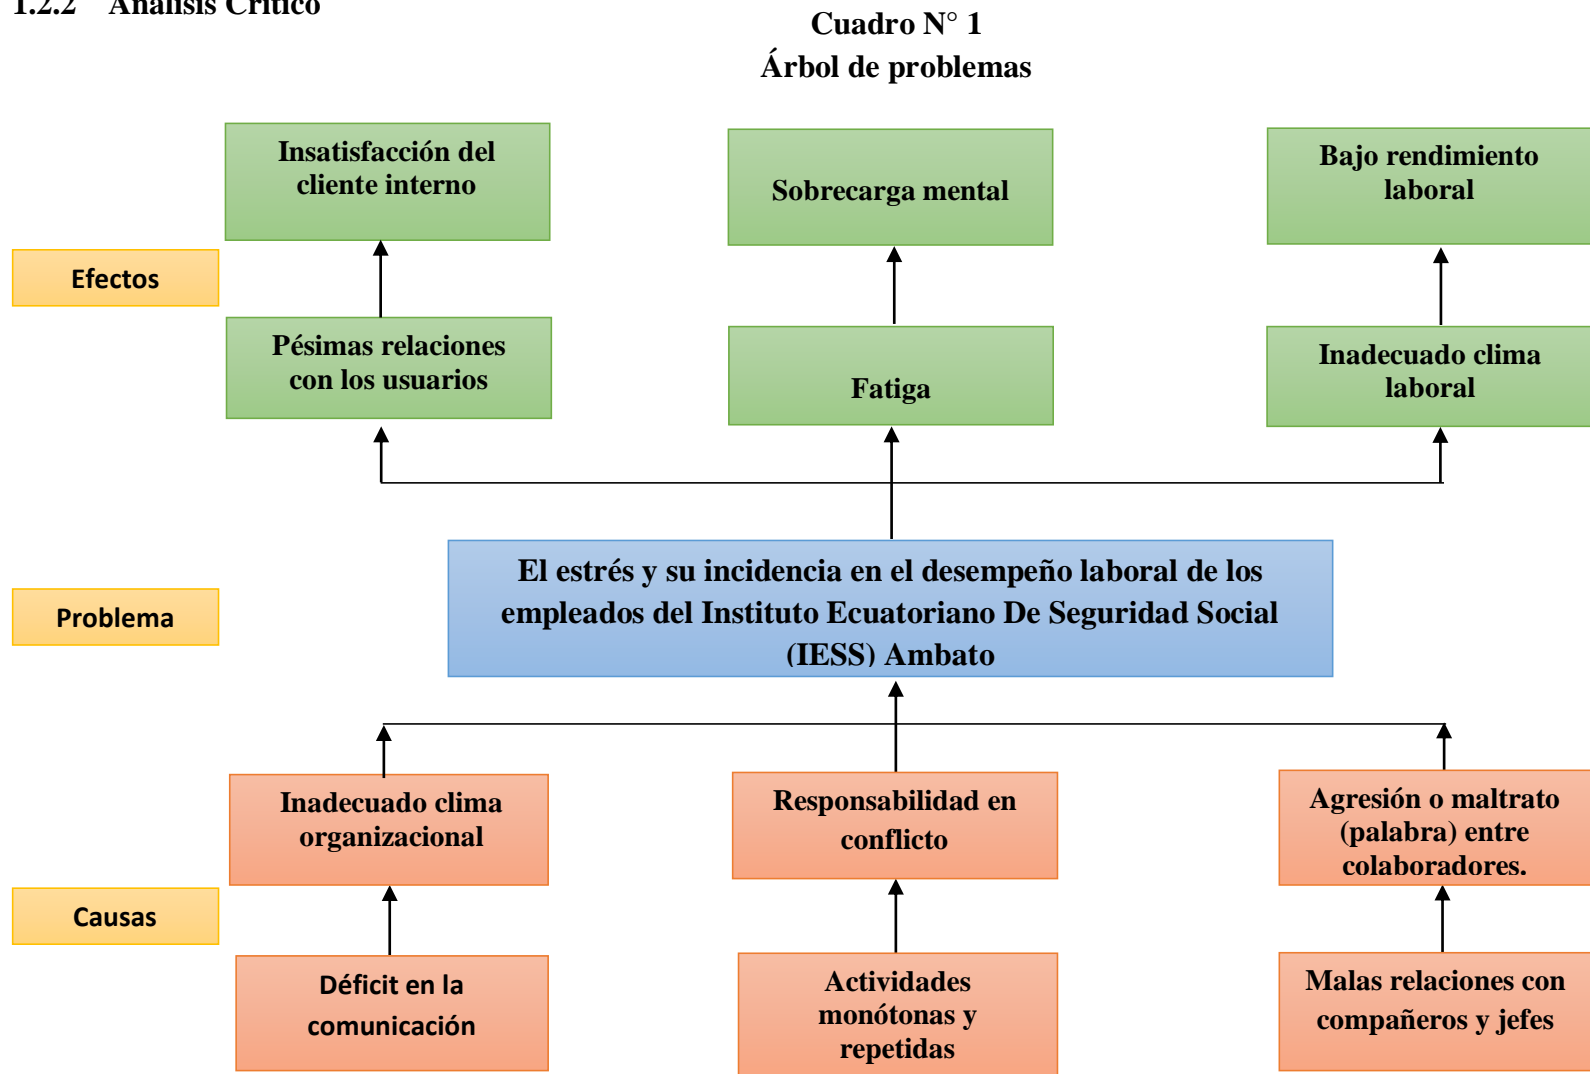 1.2.2 Análisis Crítico
Cuadro N° 1
Árbol de problemas
Insatisfacción del
cliente interno
Sobrecarga mental
Bajo rendimiento
laboral
Efectos
Pésimas relaciones
con los usuarios
Fatiga
Inadecuado clima
laboral
Problema
El estrés y su incidencia en el desempeño laboral de los
empleados del Instituto Ecuatoriano De Seguridad Social
(IESS) Ambato
Inadecuado clima
organizacional
Responsabilidad en
conflicto
Agresión o maltrato
(palabra) entre
colaboradores.
Causas
Déficit en la
comunicación
Actividades
monótonas y
repetidas
Malas relaciones con
compañeros y jefes